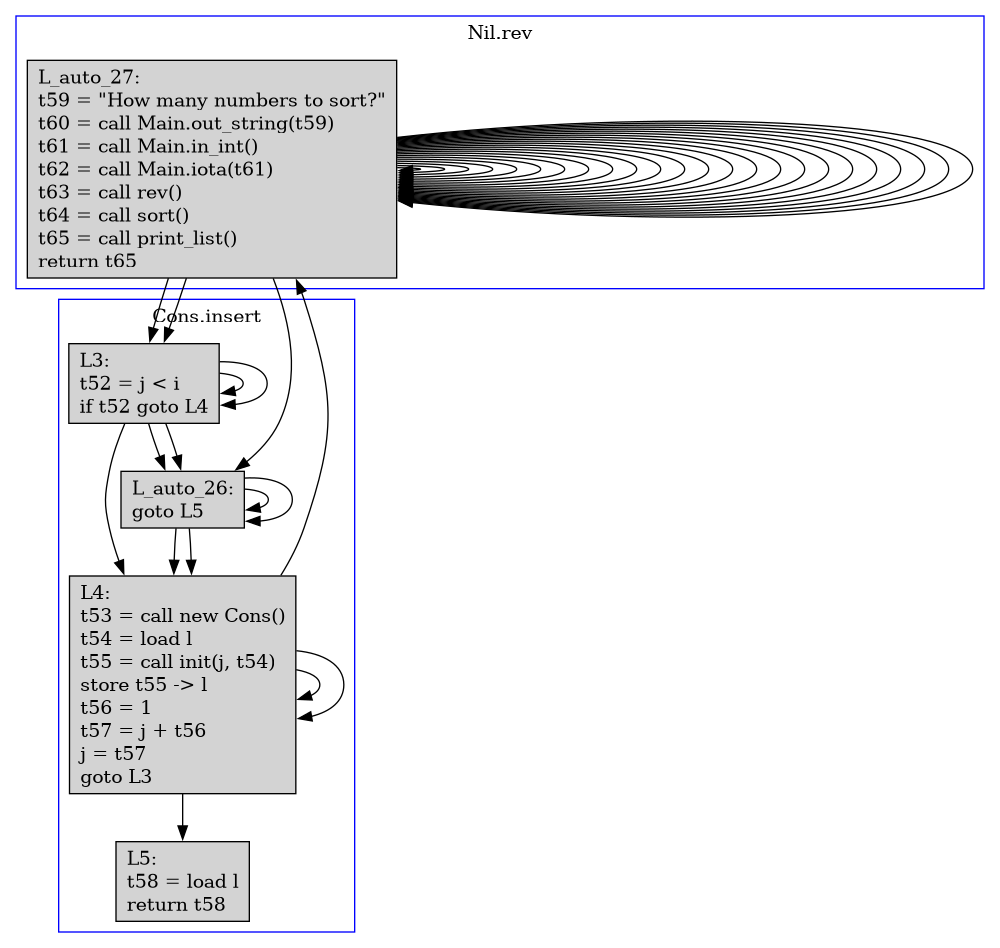 Nil.rev
L_auto_27:
t59 = "How many numbers to sort?"
t60 = call Main.out_string(t59)
t61 = call Main.in_int()
t62 = call Main.iota(t61)
t63 = call rev()
t64 = call sort()
t65 = call print_list()
return t65
Cons.insert
L3:
t52 = j < i
if t52 goto L4
L_auto_26:
goto L5
L4:
t53 = call new Cons()
t54 = load l
t55 = call init(j, t54)
store t55 -> l
t56 = 1
t57 = j + t56
j = t57
goto L3
L5:
t58 = load l
return t58